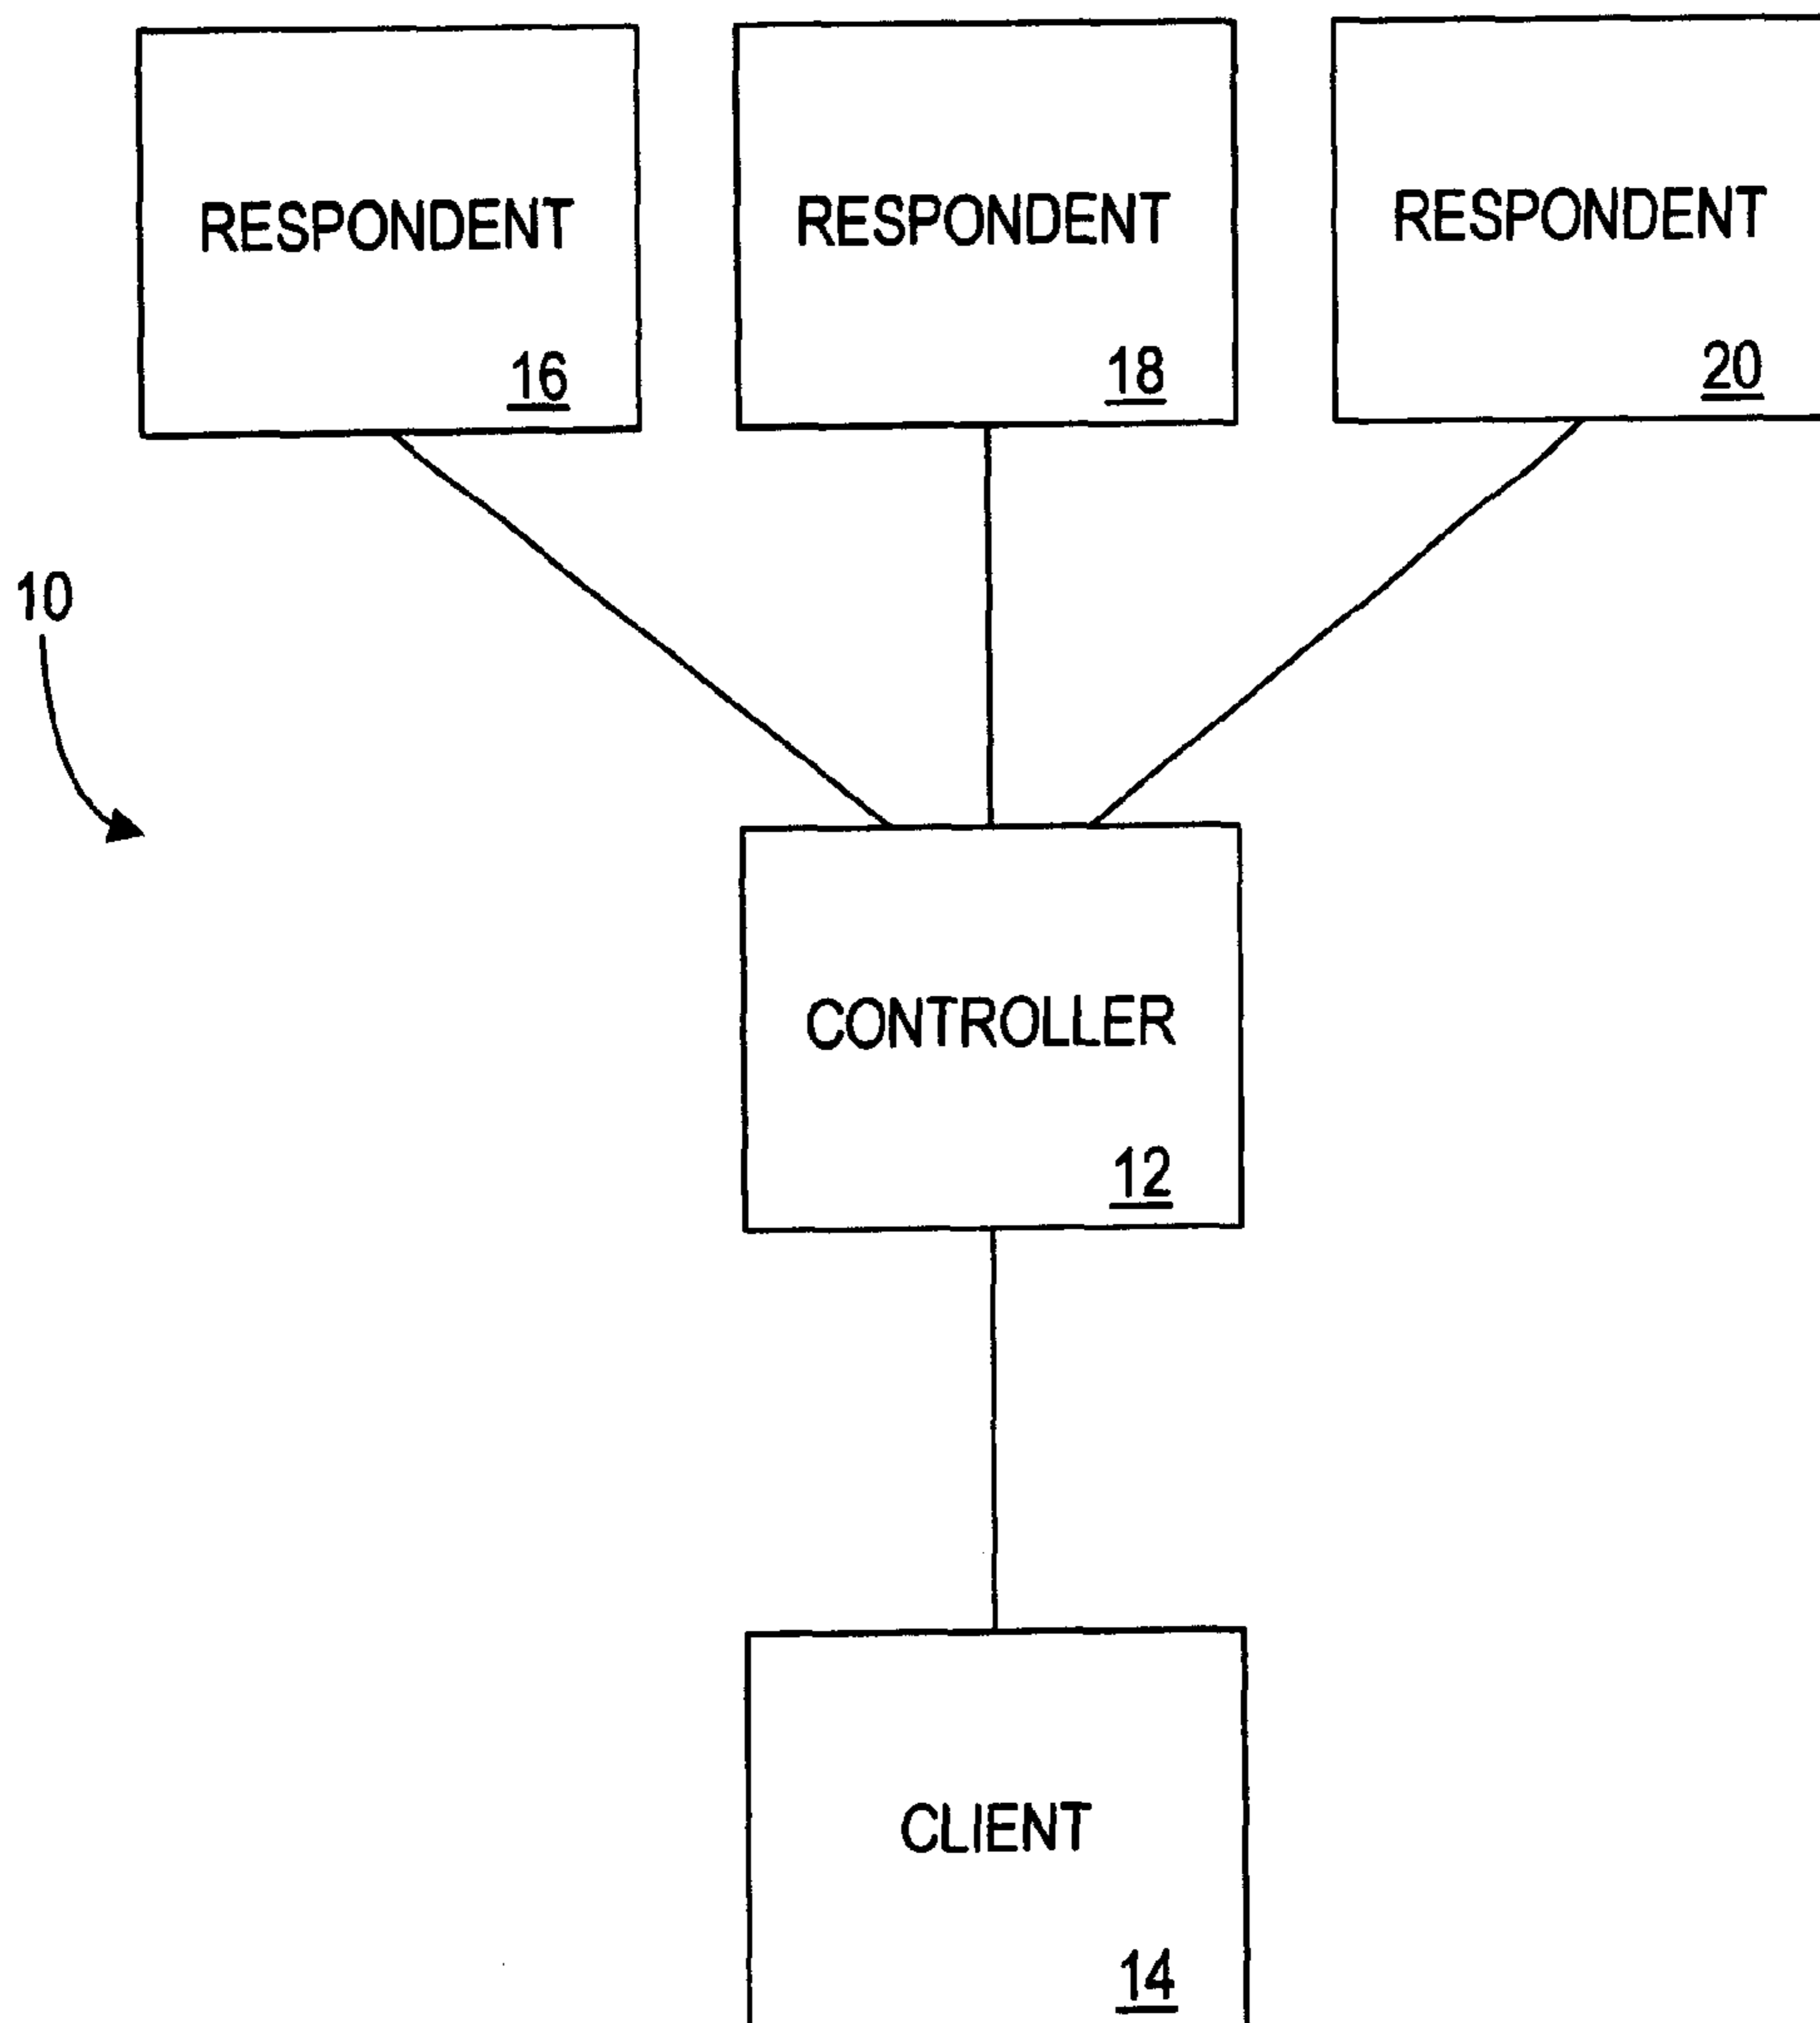 RESPONDENT
16
RESPONDENT
18
RESPONDENT
20
10
CONTROLLER
12
CLIENT
14